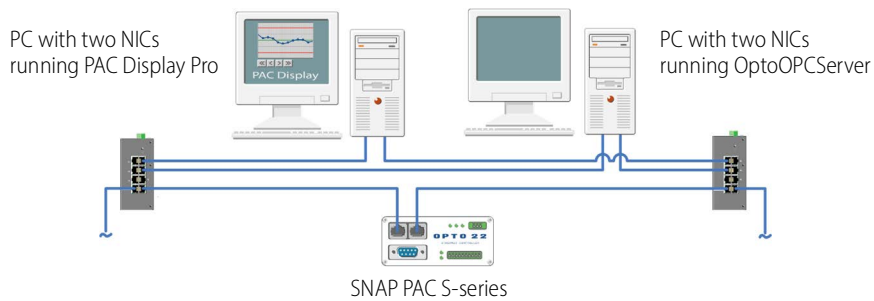 PC with two NICs
running PAC Display Pro
PAC Display
PC with two NICs
running OptoOPCServer
OPTO 22
SNAP PAC S-series